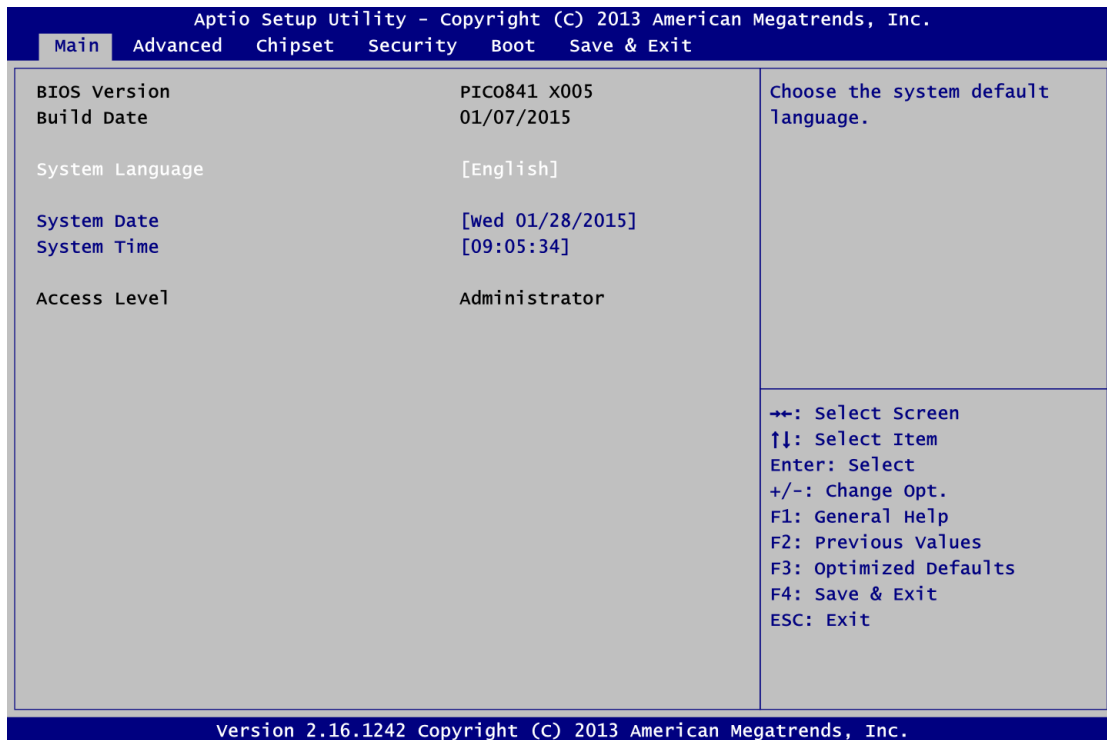 Aptio Setup Utility – Copyright (C) 2013 American Megatrends, Inc.
Main Advanced Chipset Security Boot Save & Exit
BIOS Version PICO841 X005
Build Date 01/07/2015
System Language [English]
System Date [Wed 01/28/2015]
System Time [09:05:34]
Access Level Administrator
Choose the system default
language.
→←: Select Screen
↑↓: Select Item
Enter: Select
+/-: Change Opt.
F1: General Help
F2: Previous Values
F3: Optimized Defaults
F4: Save & Exit
ESC: Exit
Version 2.16.1242 Copyright (C) 2013 American Megatrends, Inc.